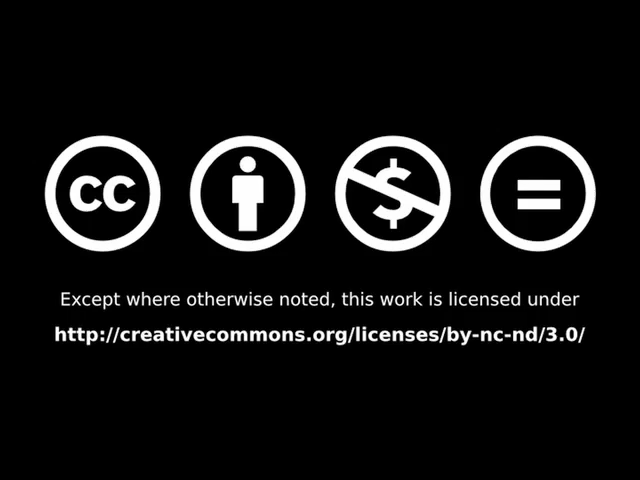 cc
$
=
Except where otherwise noted, this work is licensed under
http://creativecommons.org/licenses/by-nc-nd/3.0/